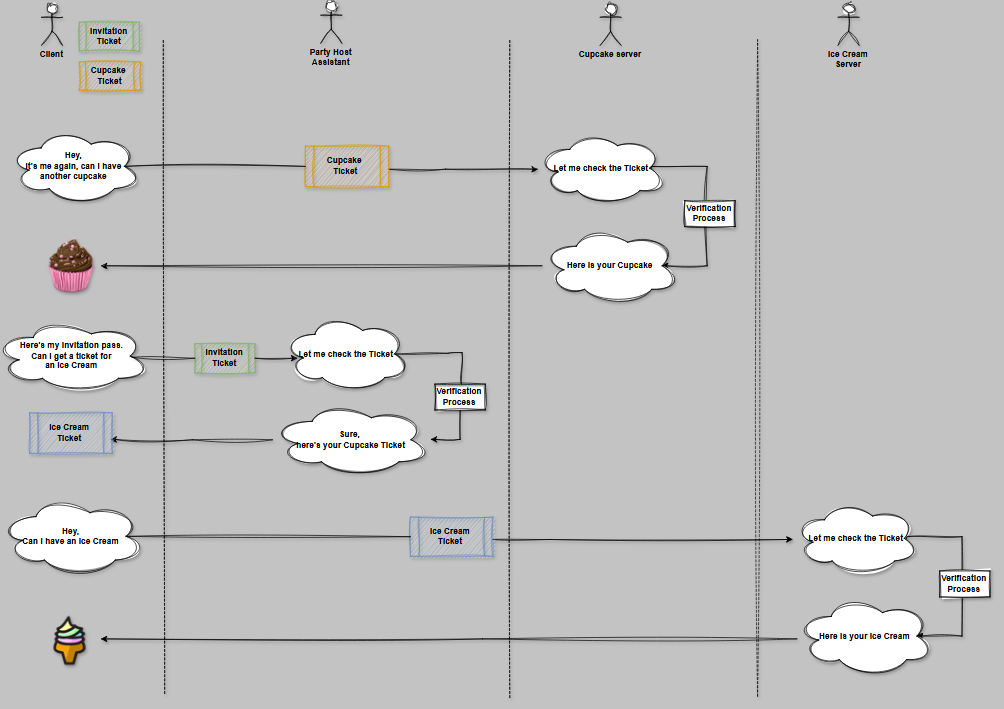 Client
Invitation
Ticket
Cupcake
Ticket
Party Host
Assistant
Cupcake server
Ice Cream
Server
Hey,
It's me again, can I have
another cupcake
Cupcake
Ticket
Let me check the Ticket
Verification
Process
Here is your Cupcake
Here's my Invitation pass.
Can I get a ticket for
an Ice Cream
Invitation
Ticket
Let me check the Ticket
Verification
Process
Sure,
here's your Cupcake Ticket
Ice Cream
Ticket
Hey,
Can I have an Ice Cream
Ice Cream
Ticket
Let me check the Ticket
Verification
Process
Here is your Ice Cream